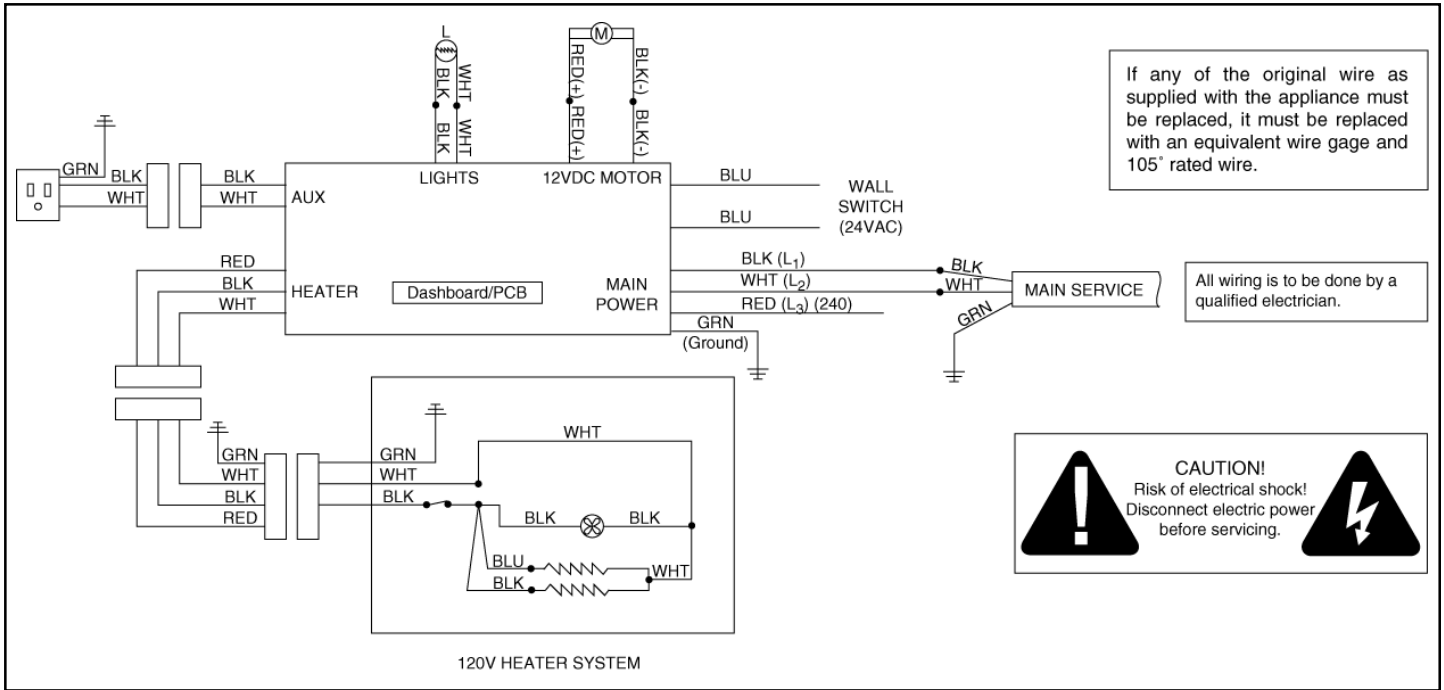 L
M
BLK
WHT
BLK
WHT
RED(+)
RED(+)
BLK(-)
BLK(-)
If any of the original wire as
supplied with the appliance must
be replaced, it must be replaced
with an equivalent wire gage and
105° rated wire.
GRN
BLK
WHT
BLK
WHT
AUX
LIGHTS
12VDC MOTOR
BLU
BLU
WALL
SWITCH
(24VAC)
RED
BLK
WHT
HEATER
Dashboard/PCB
MAIN
POWER
BLK (L1)
WHT (L2)
RED (L3) (240)
GRN
(Ground)
BLK
WHT
GRN
MAIN SERVICE
All wiring is to be done by a
qualified electrician.
GRN
WHT
BLK
RED
GRN
WHT
BLK
WHT
BLK
BLK
BLU
BLK
WHT
120V HEATER SYSTEM
CAUTION!
Risk of electrical shock!
Disconnect electric power
before servicing.